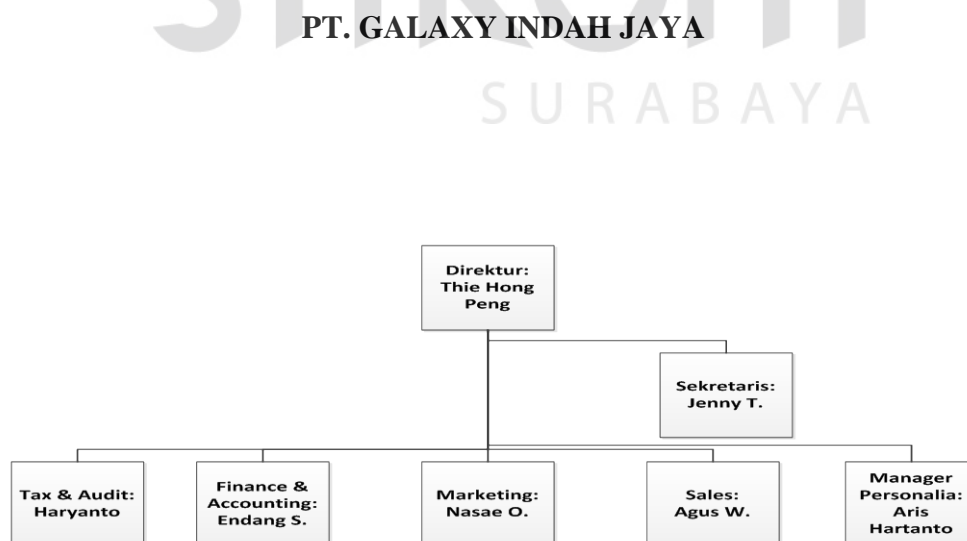 PT. GALAXY INDAH JAYA
SURABAYA
Direktur:
Thie Hong
Peng
Sekretaris:
Jenny T.
Tax & Audit:
Haryanto
Finance &
Accounting:
Endang S.
Marketing:
Nasae O.
Sales:
Agus W.
Manager
Personalia:
Aris
Hartanto